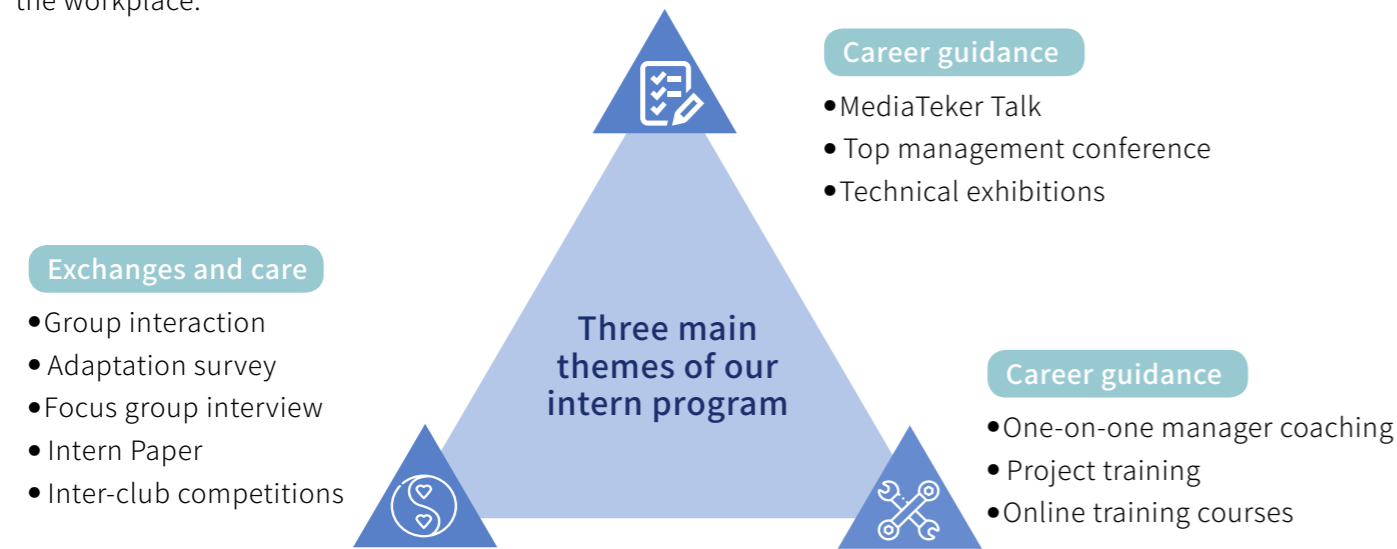 the workplace.
Career guidance
•MediaTeker Talk
• Top management conference
•Technical exhibitions
Exchanges and care
•Group interaction
• Adaptation survey
•Focus group interview
• Intern Paper
• Inter-club competitions
Three main
themes of our
intern program
Career guidance
•One-on-one manager coaching
• Project training
•Online training courses